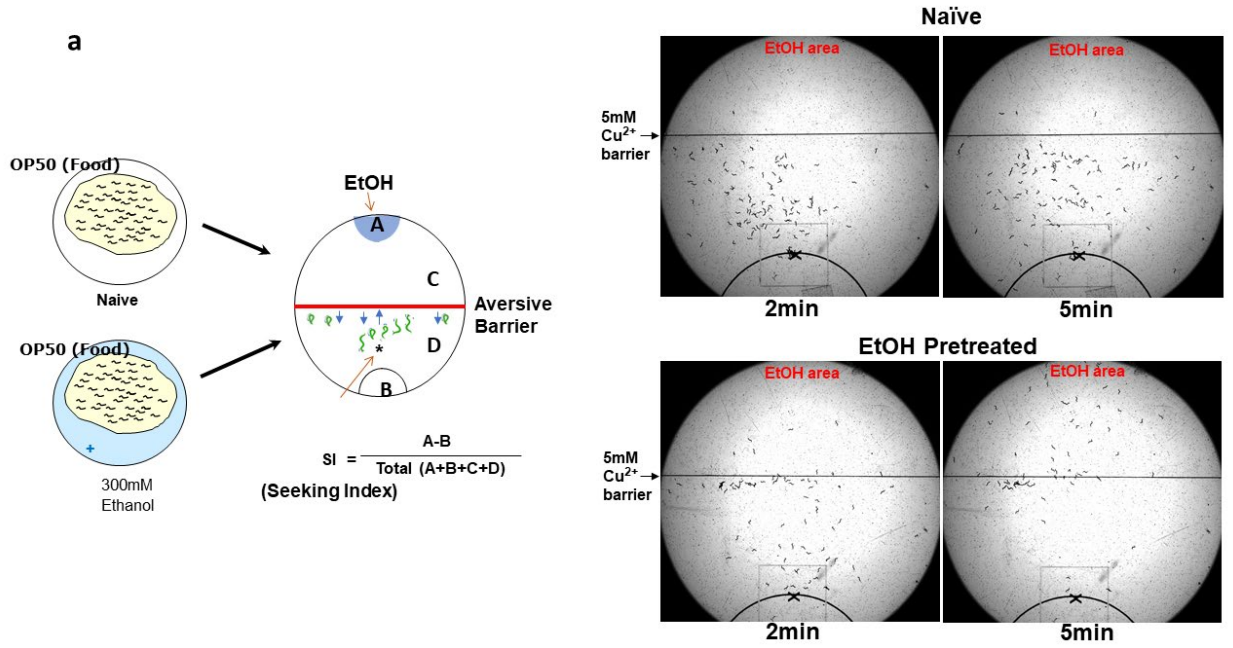 a
OP50 (Food)
Naive
OP50 (Food)
+
300mM
Ethanol
EtOH
A
C
Aversive
Barrier
D
*
B
SI = A-B
Total (A+B+C+D)
(Seeking Index)
Naïve
EtOH area
EtOH area
5mM
Cu²⁺
barrier
X
X
2min
5min
EtOH Pretreated
EtOH area
EtOH area
5mM
Cu²⁺
barrier
X
X
2min
5min